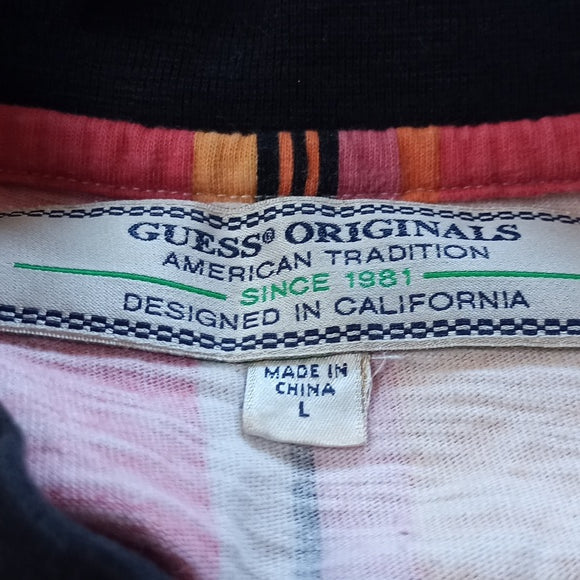 GUESS® ORIGINALS
AMERICAN TRADITION
SINCE 1981
DESIGNED IN CALIFORNIA
MADE IN
CHINA
L